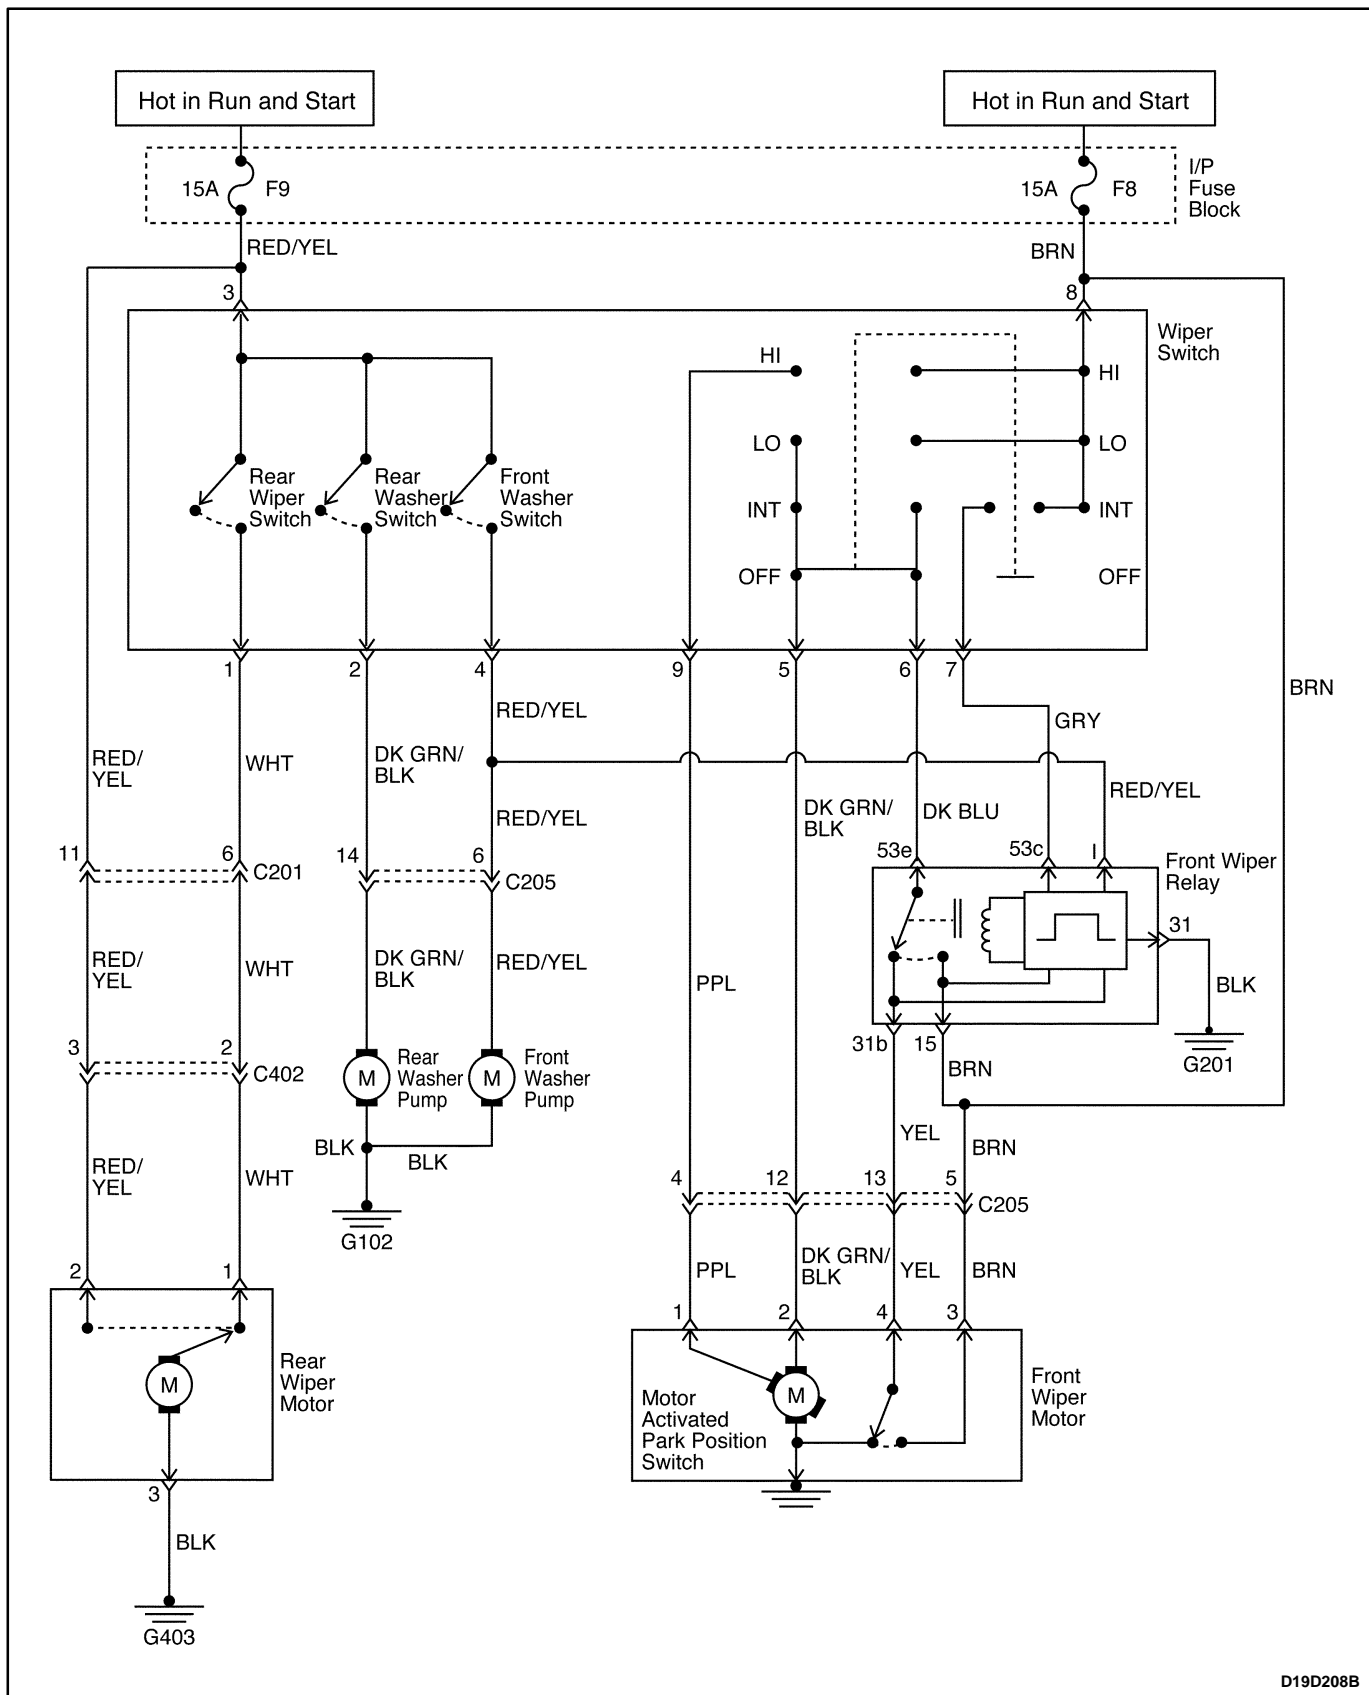 Hot in Run and Start
Hot in Run and Start
15A
F9
15A
F8
I/P
Fuse
Block
RED/YEL
BRN
3
8
Wiper
Switch
HI
HI
LO
LO
Rear
Wiper
Switch
Rear
Washer
Switch
Front
Washer
Switch
INT
INT
OFF
OFF
1
2
4
9
5
6
7
BRN
RED/YEL
GRY
RED/
YEL
WHT
DK GRN/
BLK
RED/YEL
DK GRN/
BLK
DK BLU
RED/YEL
11
6
C201
14
6
C205
53e
53c
I
Front Wiper
Relay
31
RED/
YEL
WHT
DK GRN/
BLK
RED/YEL
PPL
BLK
G201
31b
15
BRN
3
2
C402
M
Rear
Washer
Pump
M
Front
Washer
Pump
BLK
BLK
G102
YEL
BRN
RED/
YEL
WHT
4
12
13
5
C205
PPL
DK GRN/
BLK
YEL
BRN
2
1
1
2
4
3
M
Rear
Wiper
Motor
M
Motor
Activated
Park Position
Switch
Front
Wiper
Motor
3
BLK
G403
D19D208B